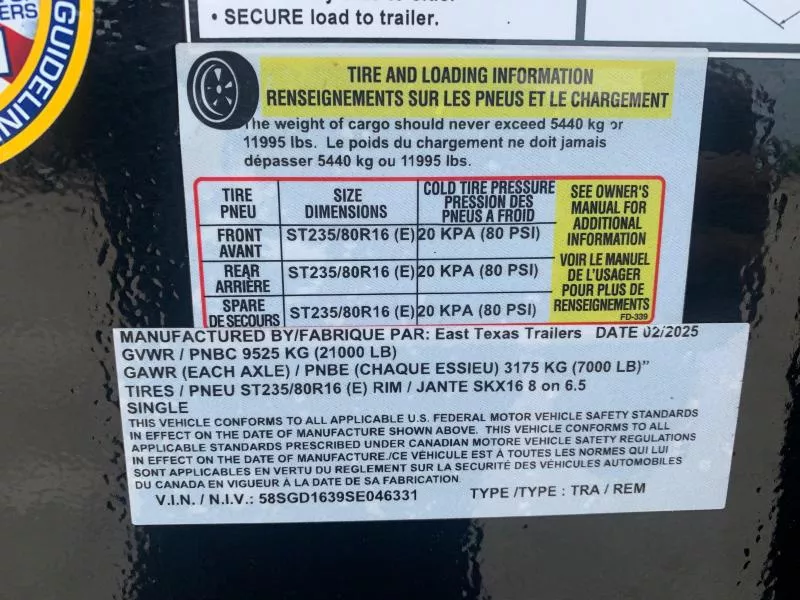 ERS
GUIDELIN
• SECURE load to trailer.
TIRE AND LOADING INFORMATION
RENSEIGNEMENTS SUR LES PNEUS ET LE CHARGEMENT
The weight of cargo should never exceed 5440 kg or
11995 lbs. Le poids du chargement ne doit jamais
dépasser 5440 kg ou 11995 lbs.
TIRE
PNEU
SIZE
DIMENSIONS
COLD TIRE PRESSURE
PRESSION DES
PNEUS A FROID
SEE OWNER'S
MANUAL FOR
ADDITIONAL
INFORMATION
VOIR LE MANUEL
DE L'USAGER
POUR PLUS DE
RENSEIGNEMENTS
FRONT
AVANT
ST235/80R16 (E)
20 KPA (80 PSI)
REAR
ARRIÈRE
ST235/80R16 (E)
20 KPA (80 PSI)
SPARE
DE SECOURS
ST235/80R16 (E)
20 KPA (80 PSI)
FD-339
MANUFACTURED BY/FABRIQUE PAR: East Texas Trailers DATE 02/2025
GVWR / PNBC 9525 KG (21000 LB)
GAWR (EACH AXLE) / PNBE (CHAQUE ESSIEU) 3175 KG (7000 LB)"
TIRES / PNEU ST235/80R16 (E) RIM / JANTE SKX16 8 on 6.5
SINGLE
THIS VEHICLE CONFORMS TO ALL APPLICABLE U.S. FEDERAL MOTOR VEHICLE SAFETY STANDARDS
IN EFFECT ON THE DATE OF MANUFACTURE SHOWN ABOVE. THIS VEHICLE CONFORMS TO ALL
APPLICABLE STANDARDS PRESCRIBED UNDER CANADIAN MOTORE VEHICLE SATETY REGULATIONS
IN EFFECT ON THE DATE OF MANUFACTURE./CE VÉHICULE EST À TOUTES LES NORMES QUI LUI
SONT APPLICABLES EN VERTU DU REGLEMENT SUR LA SECURITÉ DES VÉHICULES AUTOMOBILES
DU CANADA EN VIGUEUR À LA DATE DE SA FABRICATION.
V.I.N. / N.I.V.: 58SGD1639SE046331 TYPE /TYPE : TRA / REM